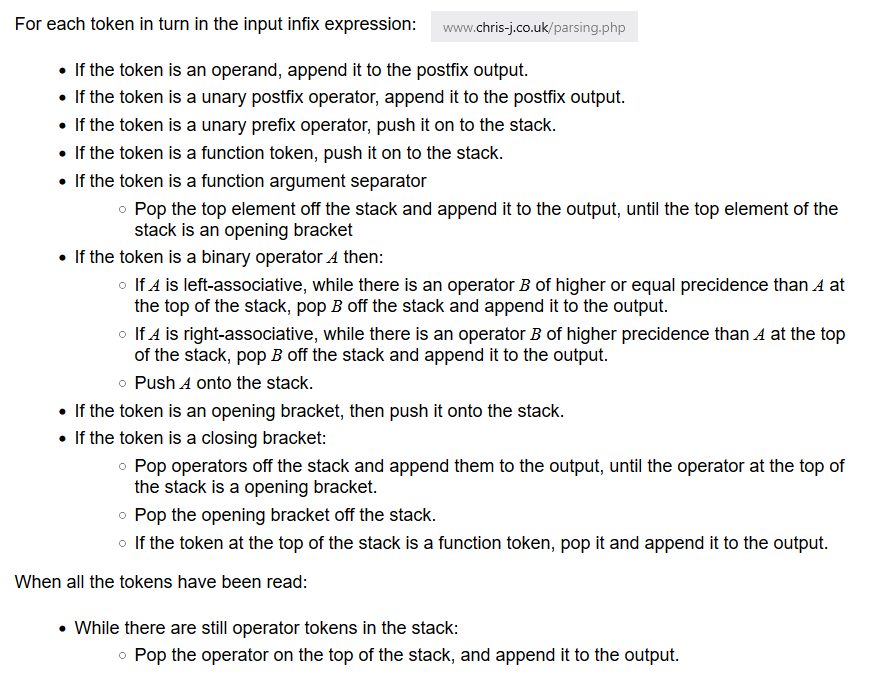 For each token in turn in the input infix expression: www.chris-j.co.uk/parsing.php
• If the token is an operand, append it to the postfix output.
• If the token is a unary postfix operator, append it to the postfix output.
• If the token is a unary prefix operator, push it on to the stack.
• If the token is a function token, push it on to the stack.
• If the token is a function argument separator
○ Pop the top element off the stack and append it to the output, until the top element of the
stack is an opening bracket
• If the token is a binary operator A then:
○ If A is left-associative, while there is an operator B of higher or equal precidence than A at
the top of the stack, pop B off the stack and append it to the output.
○ If A is right-associative, while there is an operator B of higher precidence than A at the top
of the stack, pop B off the stack and append it to the output.
○ Push A onto the stack.
• If the token is an opening bracket, then push it onto the stack.
• If the token is a closing bracket:
○ Pop operators off the stack and append them to the output, until the operator at the top of
the stack is a opening bracket.
○ Pop the opening bracket off the stack.
○ If the token at the top of the stack is a function token, pop it and append it to the output.
When all the tokens have been read:
• While there are still operator tokens in the stack:
○ Pop the operator on the top of the stack, and append it to the output.